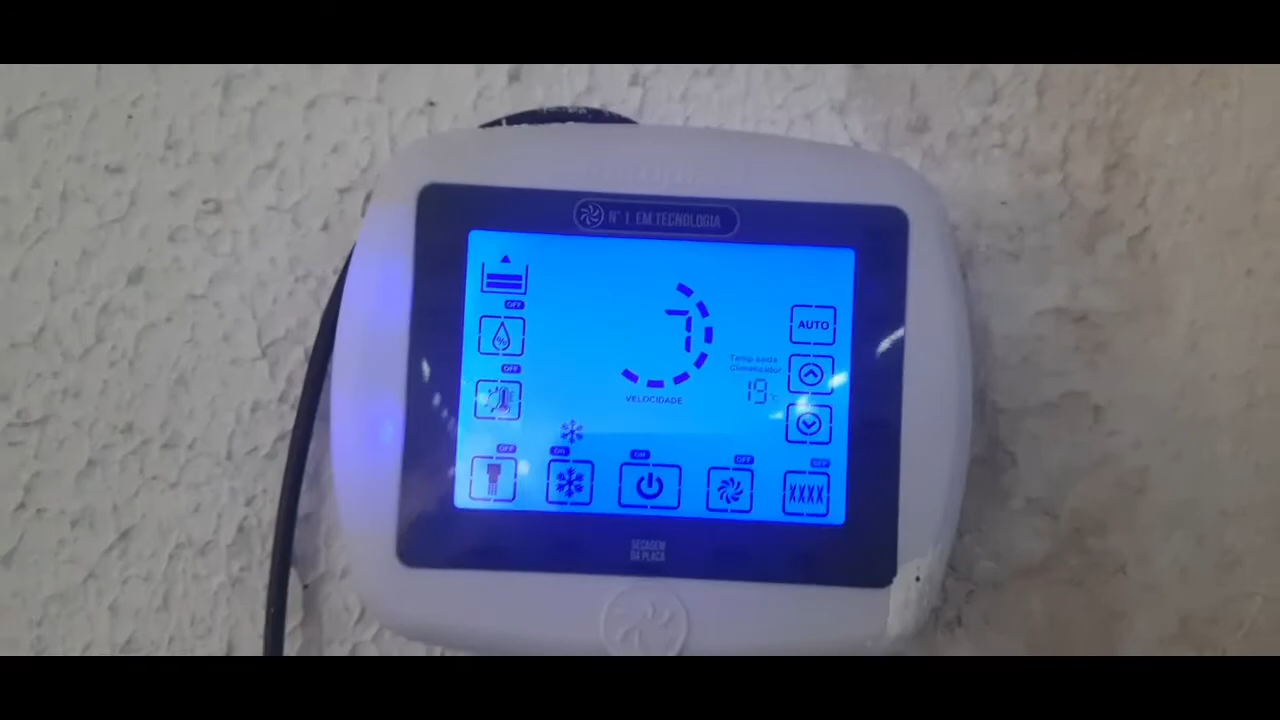 N° 1 EM TECNOLOGIA
OFF
%
OFF
7
VELOCIDADE
AUTO
Temp. saída
Climatizador
19°C
OFF
ON
ON
OFF
OFF
XXXX
SECAGEM
DA PLACA